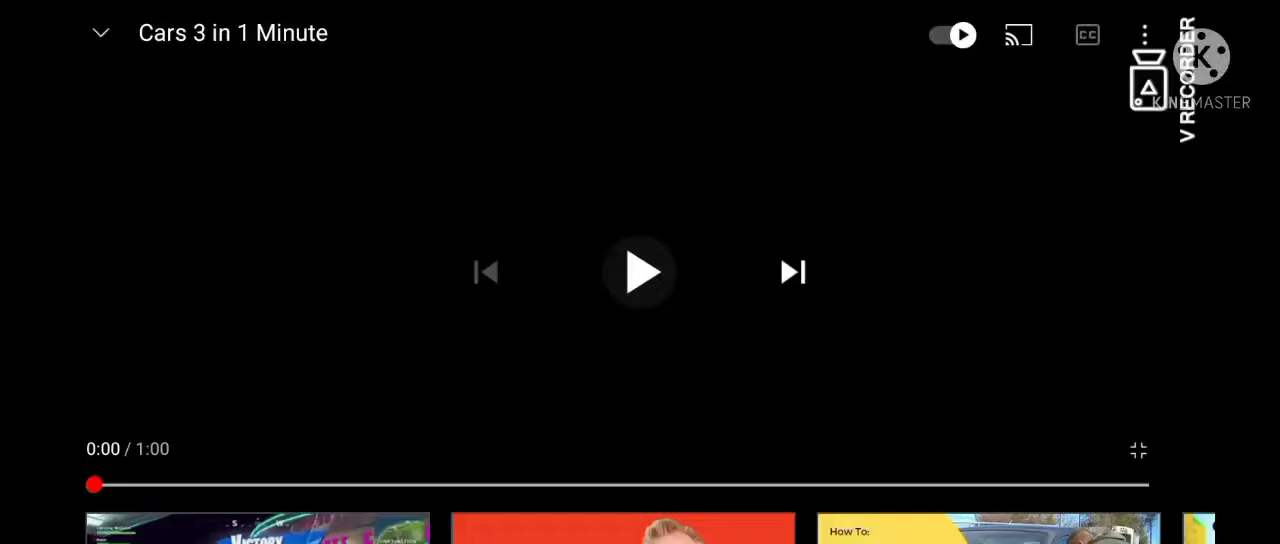 Cars 3 in 1 Minute
CC
V RECORDER
K
KINEMASTER
0:00 / 1:00
VICTORY
How To: